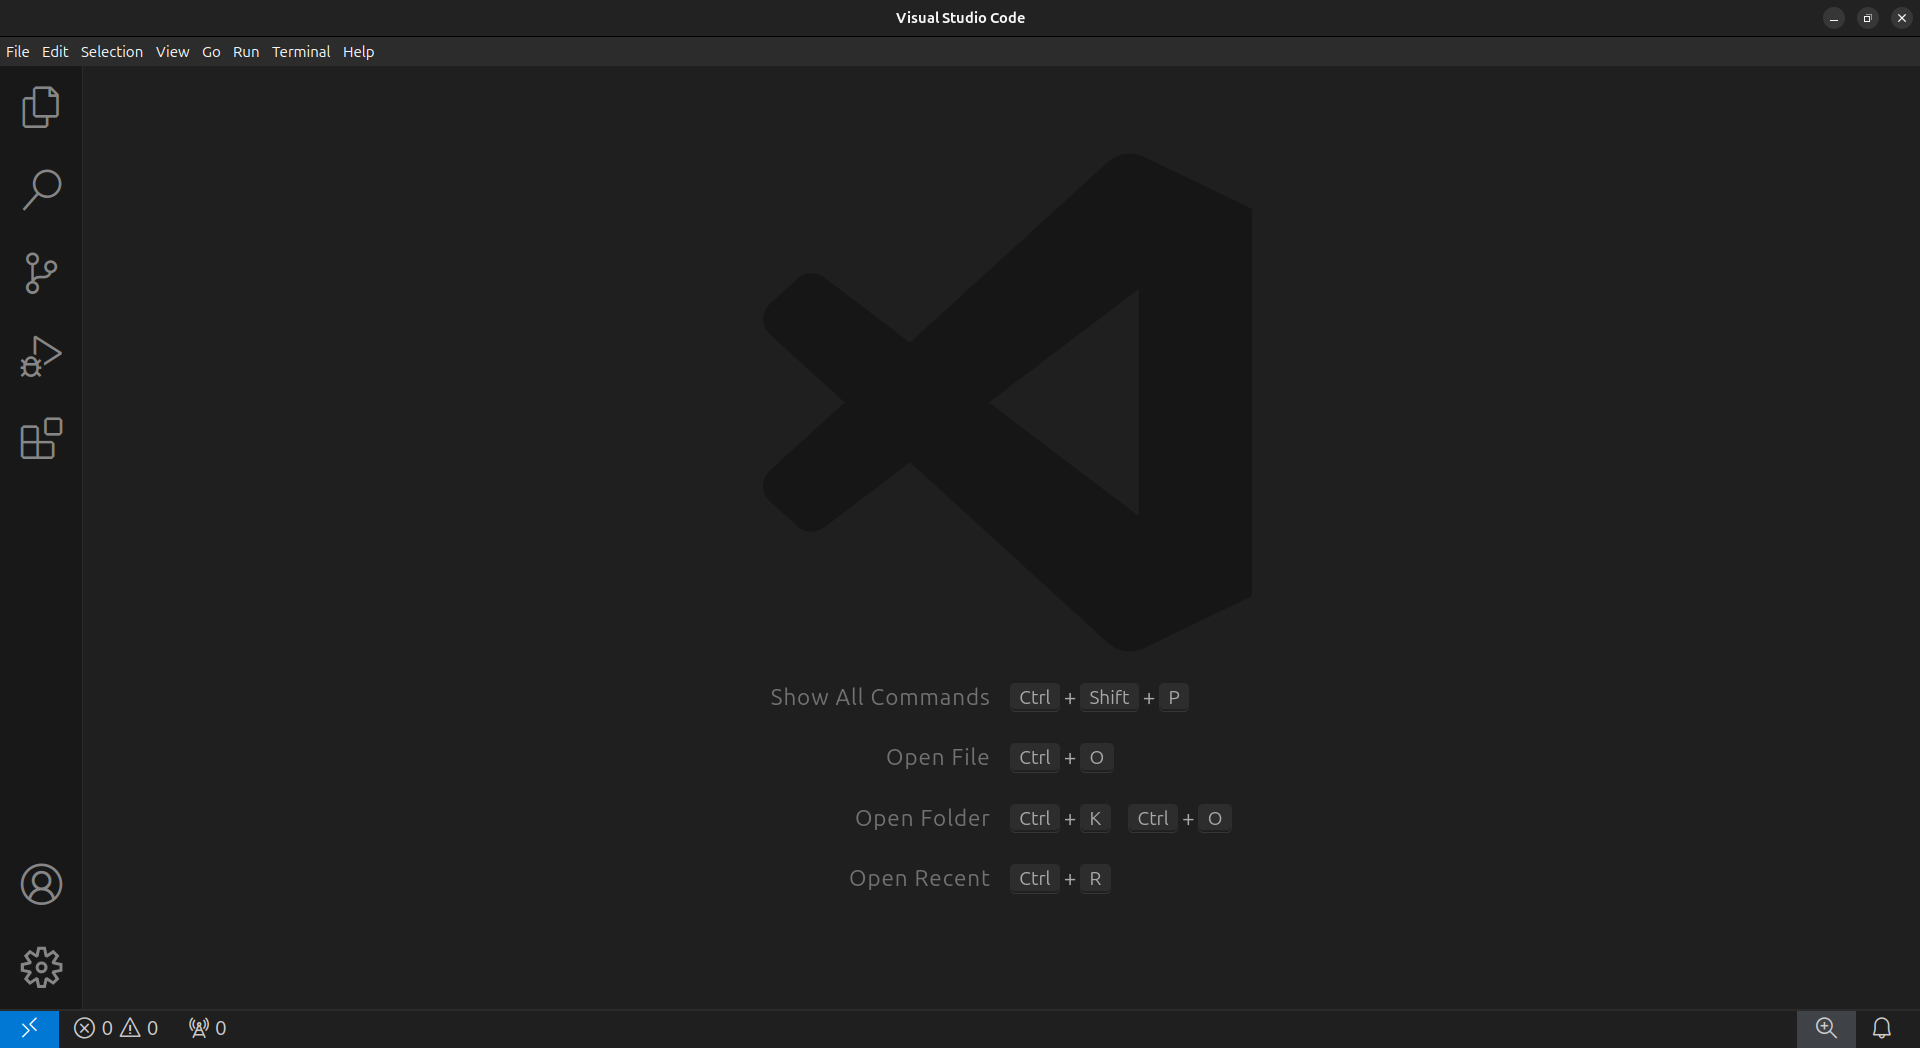 Visual Studio Code
File Edit Selection View Go Run Terminal Help
Show All Commands Ctrl + Shift + P
Open File Ctrl + O
Open Folder Ctrl + K Ctrl + O
Open Recent Ctrl + R
0 0 0